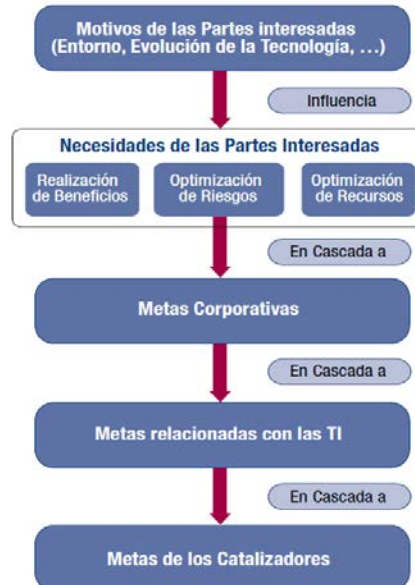 Motivos de las Partes interesadas
(Entorno, Evolución de la Tecnología, …)
Influencia
Necesidades de las Partes Interesadas
Realización
de Beneficios
Optimización
de Riesgos
Optimización
de Recursos
En Cascada a
Metas Corporativas
En Cascada a
Metas relacionadas con las TI
En Cascada a
Metas de los Catalizadores